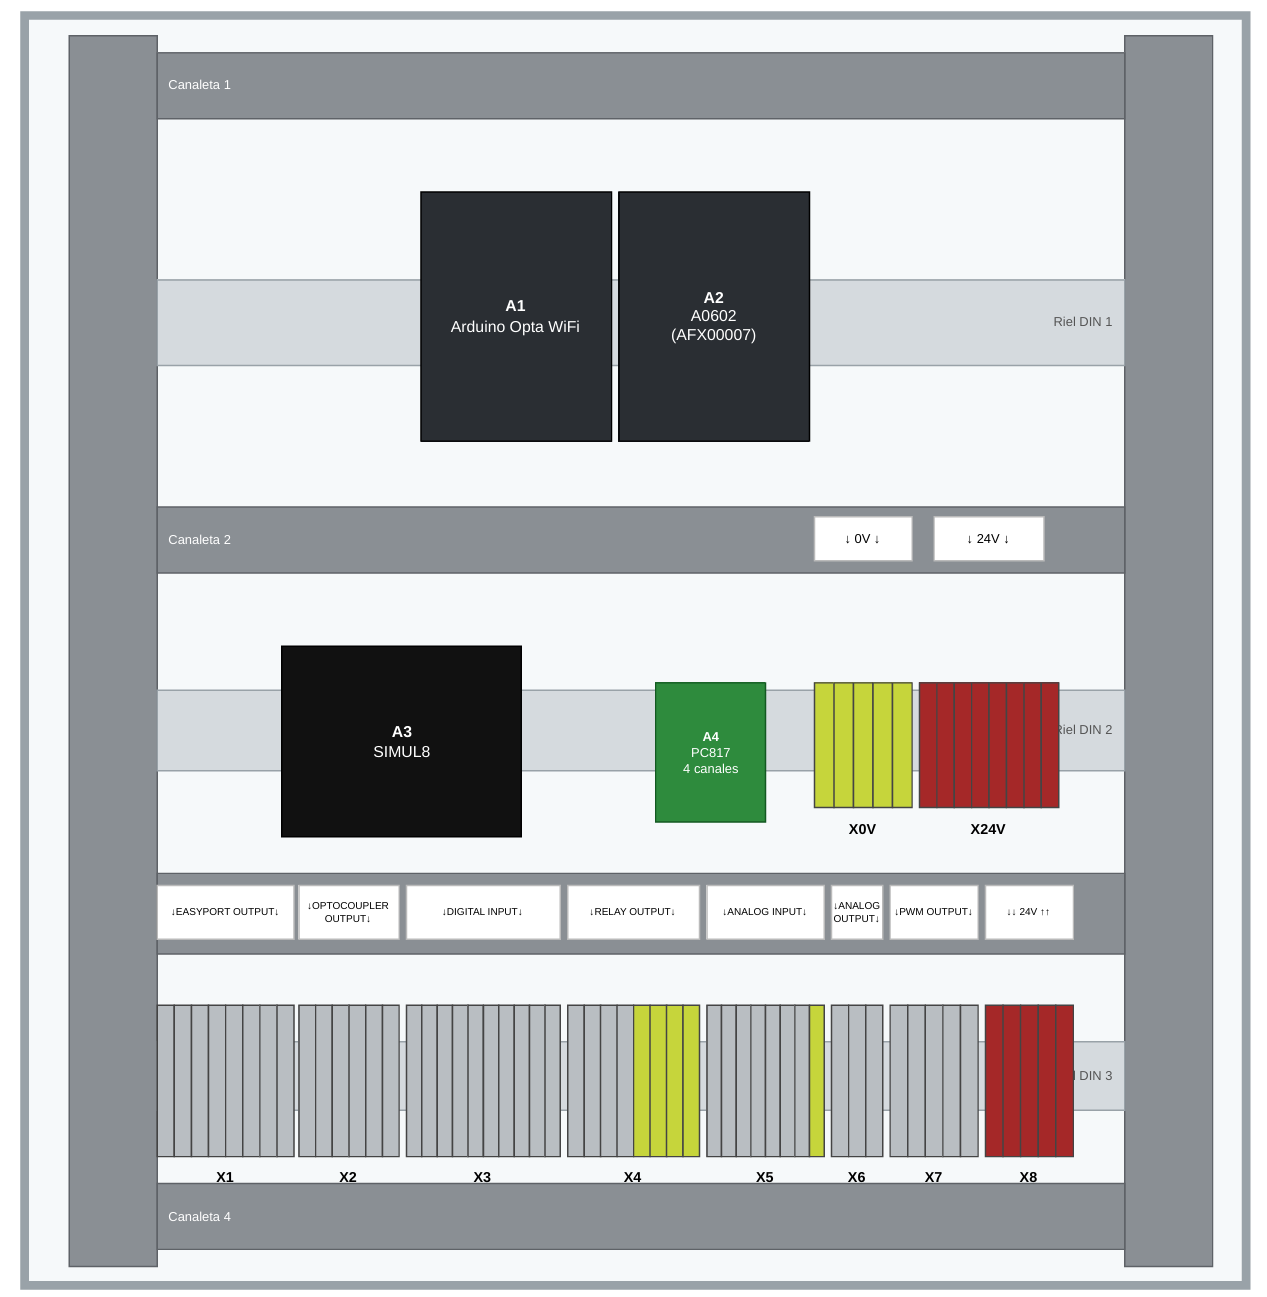 Canaleta 1
A1
Arduino Opta WiFi
A2
A0602
(AFX00007)
Riel DIN 1
Canaleta 2
↓ 0V ↓
↓ 24V ↓
A3
SIMUL8
A4
PC817
4 canales
Riel DIN 2
X0V
X24V
↓EASYPORT OUTPUT↓
↓OPTOCOUPLER
OUTPUT↓
↓DIGITAL INPUT↓
↓RELAY OUTPUT↓
↓ANALOG INPUT↓
↓ANALOG
OUTPUT↓
↓PWM OUTPUT↓
↓↓ 24V ↑↑
DIN 3
X1
X2
X3
X4
X5
X6
X7
X8
Canaleta 4